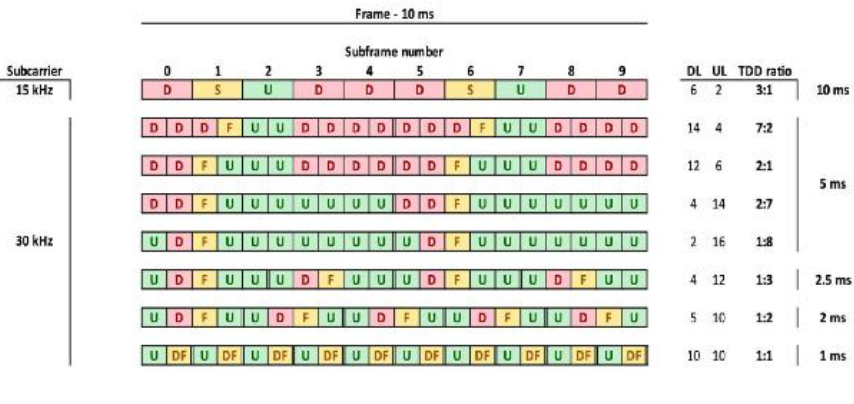 Frame - 10 ms
Subframe number
Subcarrier 0 1 2 3 4 5 6 7 8 9 DL UL TDD ratio
15 kHz D S U D D D S U D D 6 2 3:1 10 ms
D D D F U U D D D D D D D F U U D D D D 14 4 7:2
D D F U U U D D D D D D F U U U D D D D 12 6 2:1
5 ms
D D F U U U U U U U D D F U U U U U U U 4 14 2:7
30 kHz U D F U U U U U U U U D F U U U U U U U 2 16 1:8
U D F U U U D F U U U D F U U U D F U U 4 12 1:3 2.5 ms
U D F U U D F U U D F U U D F U U D F U 5 10 1:2 2 ms
U DF U DF U DF U DF U DF U DF U DF U DF U DF U DF 10 10 1:1 1 ms